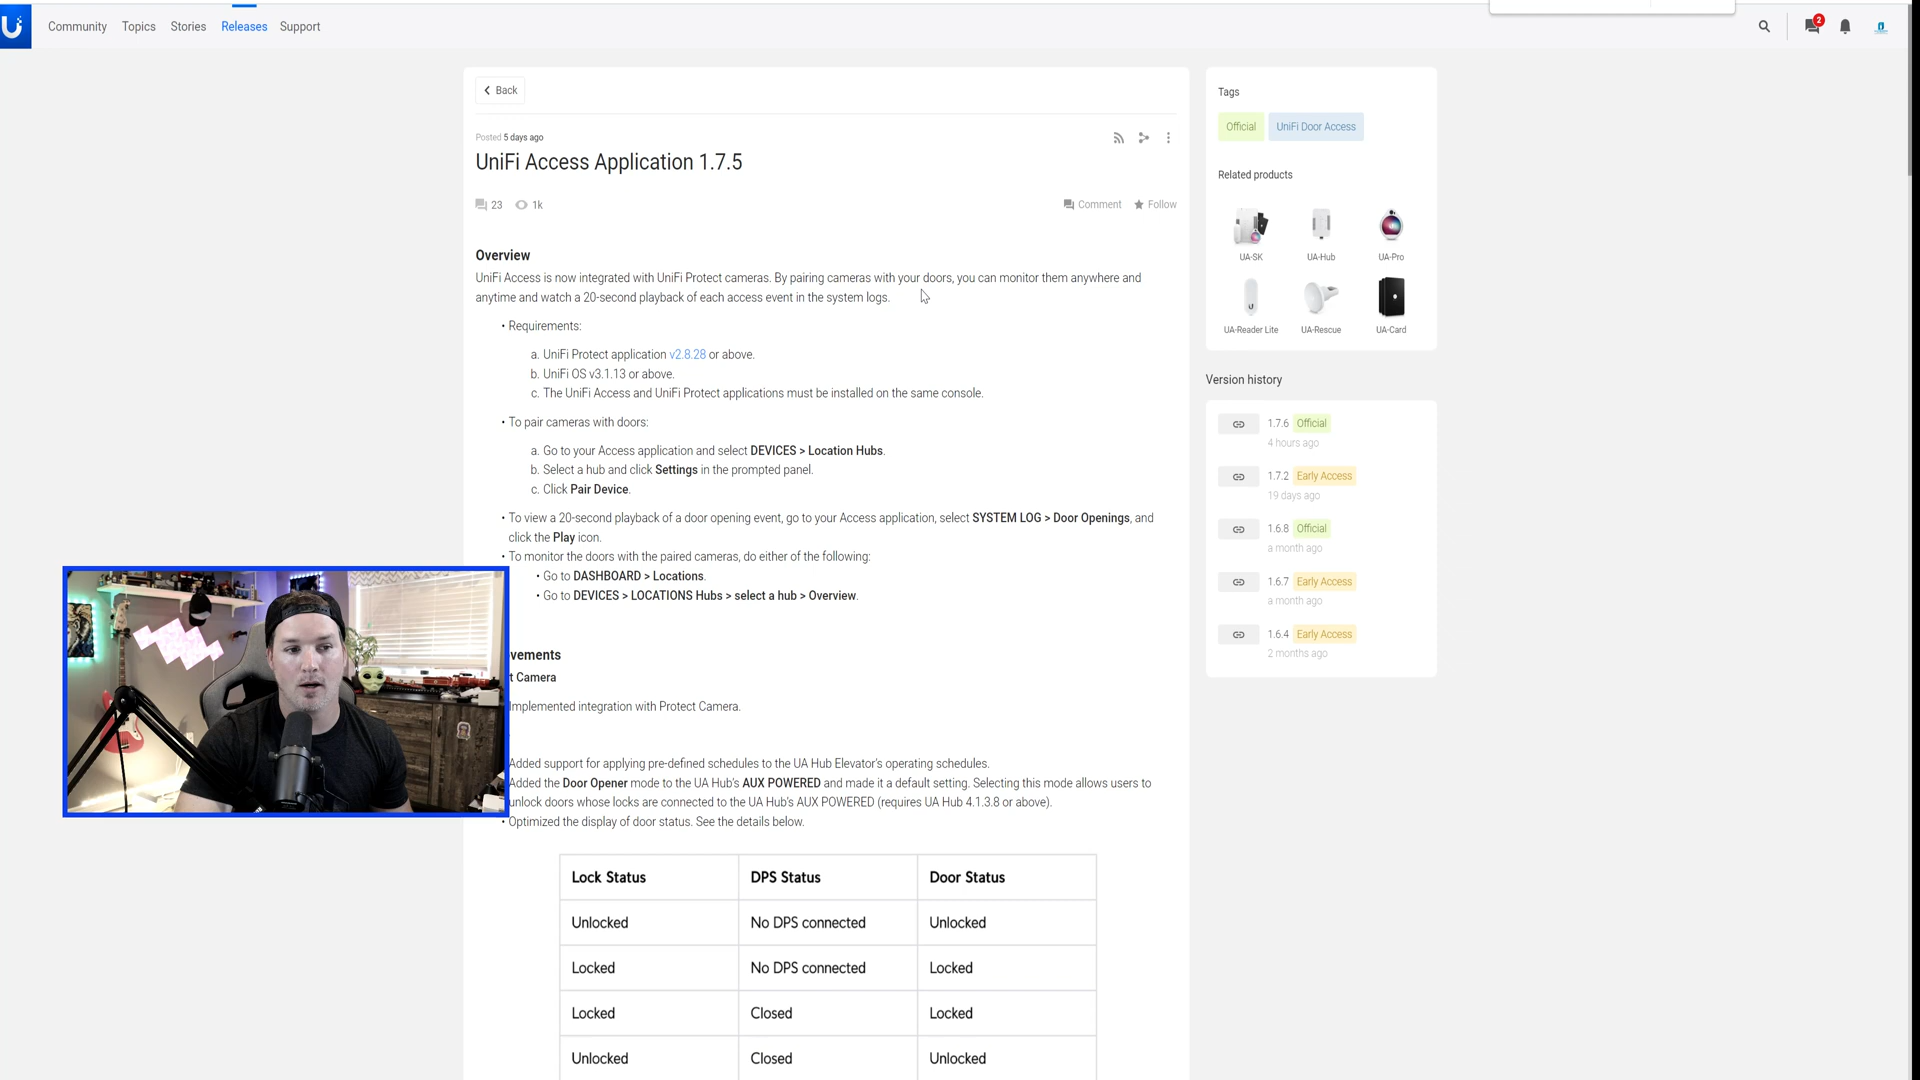 Community Topics Stories Releases Support
2
Back
Posted 5 days ago
UniFi Access Application 1.7.5
23 1k
Comment Follow
Overview
UniFi Access is now integrated with UniFi Protect cameras. By pairing cameras with your doors, you can monitor them anywhere and
anytime and watch a 20-second playback of each access event in the system logs.
• Requirements:
a. UniFi Protect application v2.8.28 or above.
b. UniFi OS v3.1.13 or above.
c. The UniFi Access and UniFi Protect applications must be installed on the same console.
• To pair cameras with doors:
a. Go to your Access application and select DEVICES > Location Hubs.
b. Select a hub and click Settings in the prompted panel.
c. Click Pair Device.
• To view a 20-second playback of a door opening event, go to your Access application, select SYSTEM LOG > Door Openings, and
click the Play icon.
• To monitor the doors with the paired cameras, do either of the following:
• Go to DASHBOARD > Locations.
• Go to DEVICES > LOCATIONS Hubs > select a hub > Overview.
vements
t Camera
Implemented integration with Protect Camera.
Added support for applying pre-defined schedules to the UA Hub Elevator's operating schedules.
Added the Door Opener mode to the UA Hub's AUX POWERED and made it a default setting. Selecting this mode allows users to
unlock doors whose locks are connected to the UA Hub's AUX POWERED (requires UA Hub 4.1.3.8 or above).
• Optimized the display of door status. See the details below.
Lock Status DPS Status Door Status
Unlocked No DPS connected Unlocked
Locked No DPS connected Locked
Locked Closed Locked
Unlocked Closed Unlocked
Tags
Official UniFi Door Access
Related products
UA-SK UA-Hub UA-Pro
UA-Reader Lite UA-Rescue UA-Card
Version history
1.7.6 Official
4 hours ago
1.7.2 Early Access
19 days ago
1.6.8 Official
a month ago
1.6.7 Early Access
a month ago
1.6.4 Early Access
2 months ago